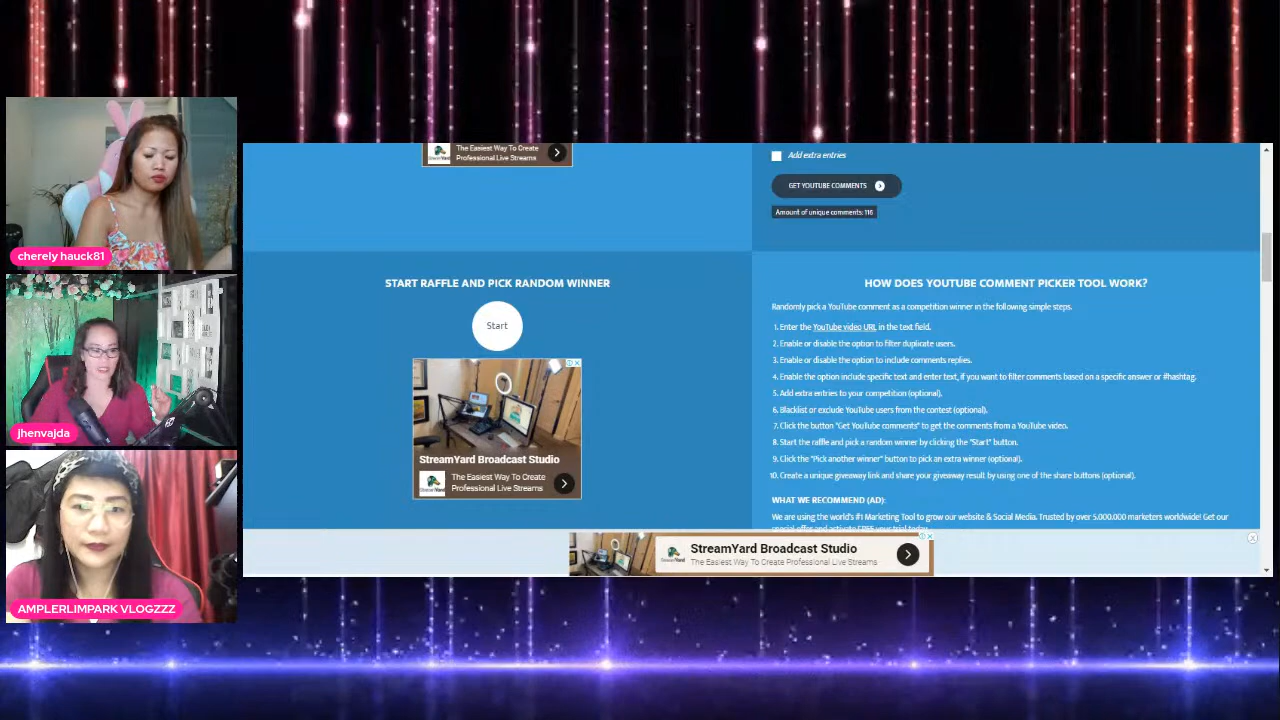 cherely hauck81
jhenvajda
AMPLERLIMPARK VLOGZZZ
The Easiest Way To Create
Professional Live Streams
Add extra entries
GET YOUTUBE COMMENTS
Amount of unique comments: 116
START RAFFLE AND PICK RANDOM WINNER
Start
StreamYard Broadcast Studio
The Easiest Way To Create
Professional Live Streams
HOW DOES YOUTUBE COMMENT PICKER TOOL WORK?
Randomly pick a YouTube comment as a competition winner in the following simple steps.
1. Enter the YouTube video URL in the text field.
2. Enable or disable the option to filter duplicate users.
3. Enable or disable the option to include comments replies.
4. Enable the option include specific text and enter text, if you want to filter comments based on a specific answer or #hashtag.
5. Add extra entries to your competition (optional).
6. Blacklist or exclude YouTube users from the contest (optional).
7. Click the button "Get YouTube comments" to get the comments from a YouTube video.
8. Start the raffle and pick a random winner by clicking the "Start" button.
9. Click the "Pick another winner" button to pick an extra winner (optional).
10. Create a unique giveaway link and share your giveaway result by using one of the share buttons (optional).
WHAT WE RECOMMEND (AD):
We are using the world's #1 Marketing Tool to grow our website & Social Media. Trusted by over 5.000.000 marketers worldwide! Get our
special offer and activate FREE your trial today
StreamYard Broadcast Studio
The Easiest Way To Create Professional Live Streams